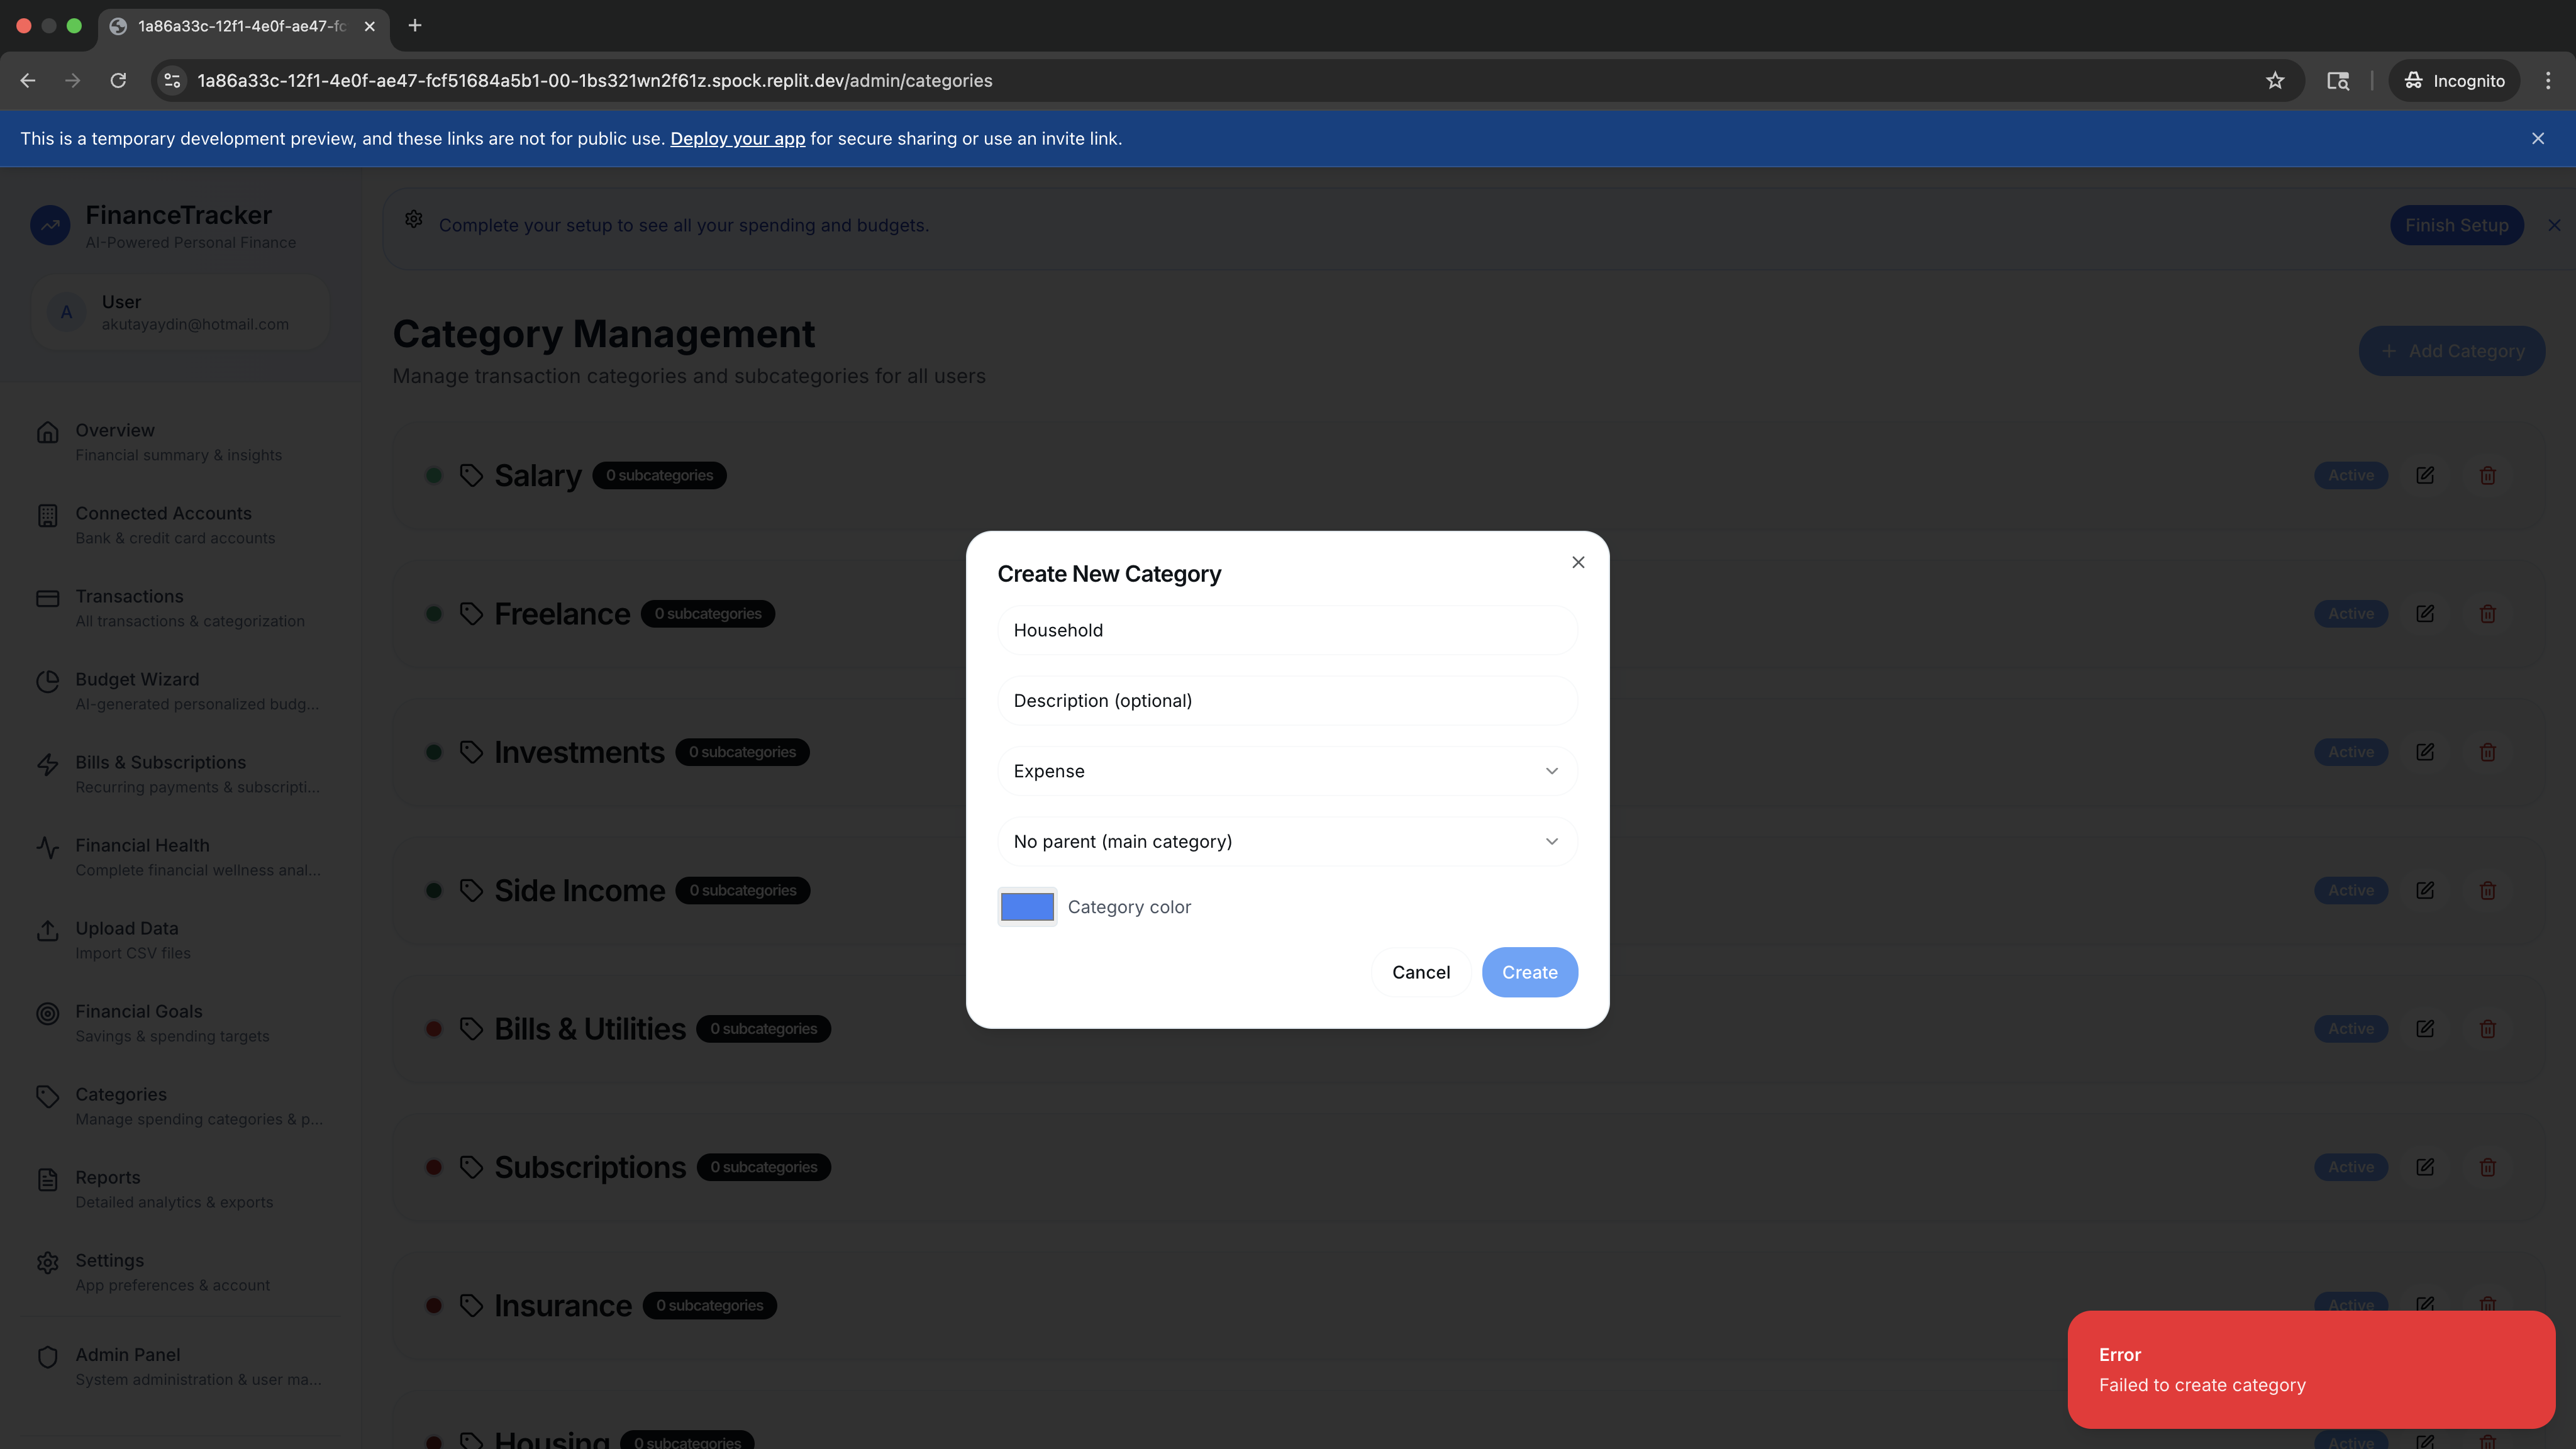 1a86a33c-12f1-4e0f-ae47-fc
1a86a33c-12f1-4e0f-ae47-fcf51684a5b1-00-1bs321wn2f61z.spock.replit.dev/admin/categories
Incognito
This is a temporary development preview, and these links are not for public use. Deploy your app for secure sharing or use an invite link.
FinanceTracker
AI-Powered Personal Finance
A
User
akutayaydin@hotmail.com
Overview
Financial summary & insights
Connected Accounts
Bank & credit card accounts
Transactions
All transactions & categorization
Budget Wizard
AI-generated personalized budg...
Bills & Subscriptions
Recurring payments & subscripti...
Financial Health
Complete financial wellness anal...
Upload Data
Import CSV files
Financial Goals
Savings & spending targets
Categories
Manage spending categories & p...
Reports
Detailed analytics & exports
Settings
App preferences & account
Admin Panel
System administration & user ma...
Complete your setup to see all your spending and budgets.
Finish Setup
Category Management
Manage transaction categories and subcategories for all users
Add Category
Salary 0 subcategories Active
Freelance 0 subcategories Active
Investments 0 subcategories Active
Side Income 0 subcategories Active
Bills & Utilities 0 subcategories Active
Subscriptions 0 subcategories Active
Insurance 0 subcategories Active
Housing 0 subcategories Active
Create New Category
Household
Description (optional)
Expense
No parent (main category)
Category color
Cancel
Create
Error
Failed to create category